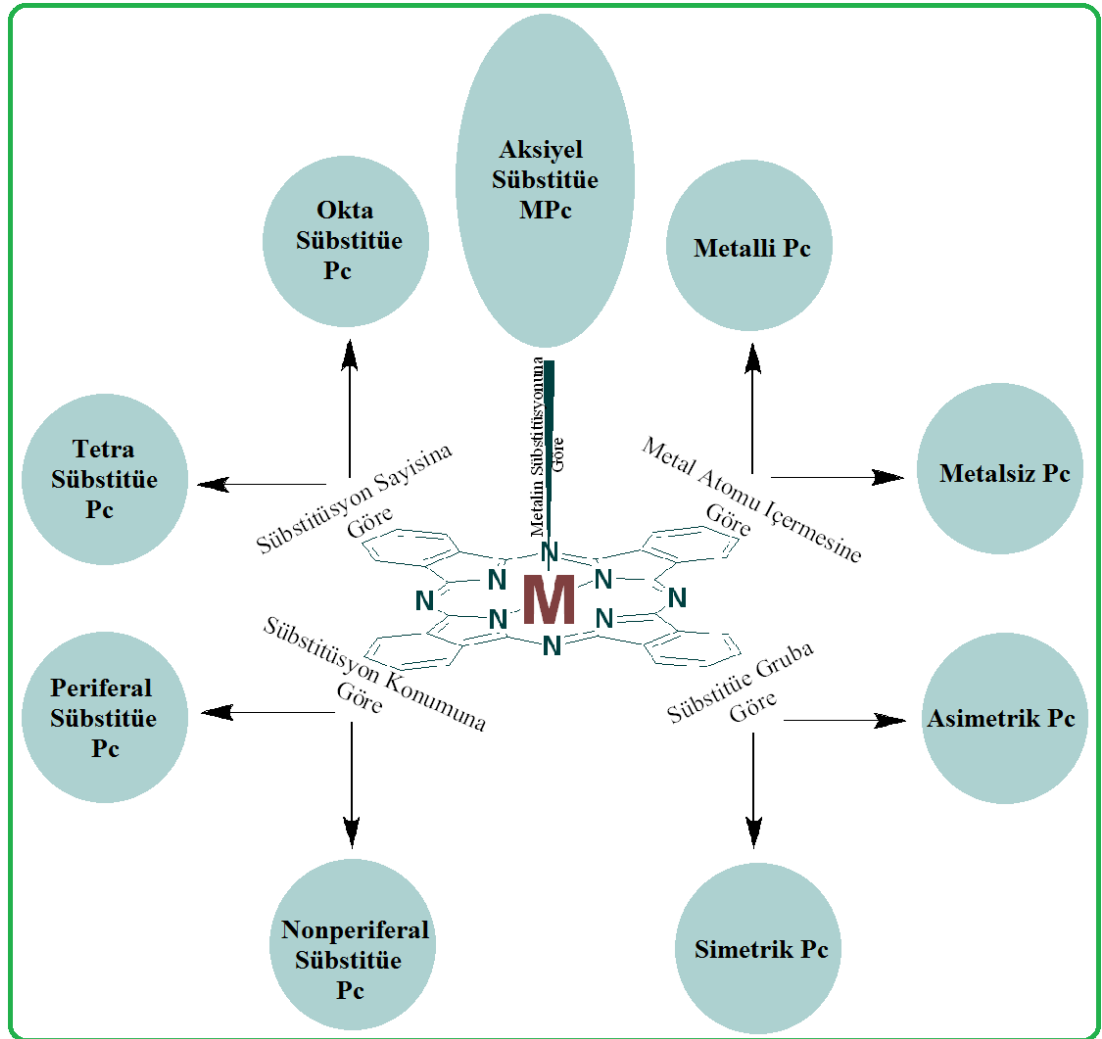 Aksiyel
Sübstitüe
MPc
Okta
Sübstitüe
Pc
Metalli Pc
Tetra
Sübstitüe
Pc
Metalsiz Pc
Sübstitüsyon Sayisina
Göre
Metalin Sübstitüsyonuna
Göre
Metal Atomu Içermesine
Göre
N
N
N
N
M
N
N
N
N
Sübstitüsyon Konumuna
Göre
Sübstitüe Gruba
Göre
Periferal
Sübstitüe
Pc
Asimetrik Pc
Nonperiferal
Sübstitüe
Pc
Simetrik Pc